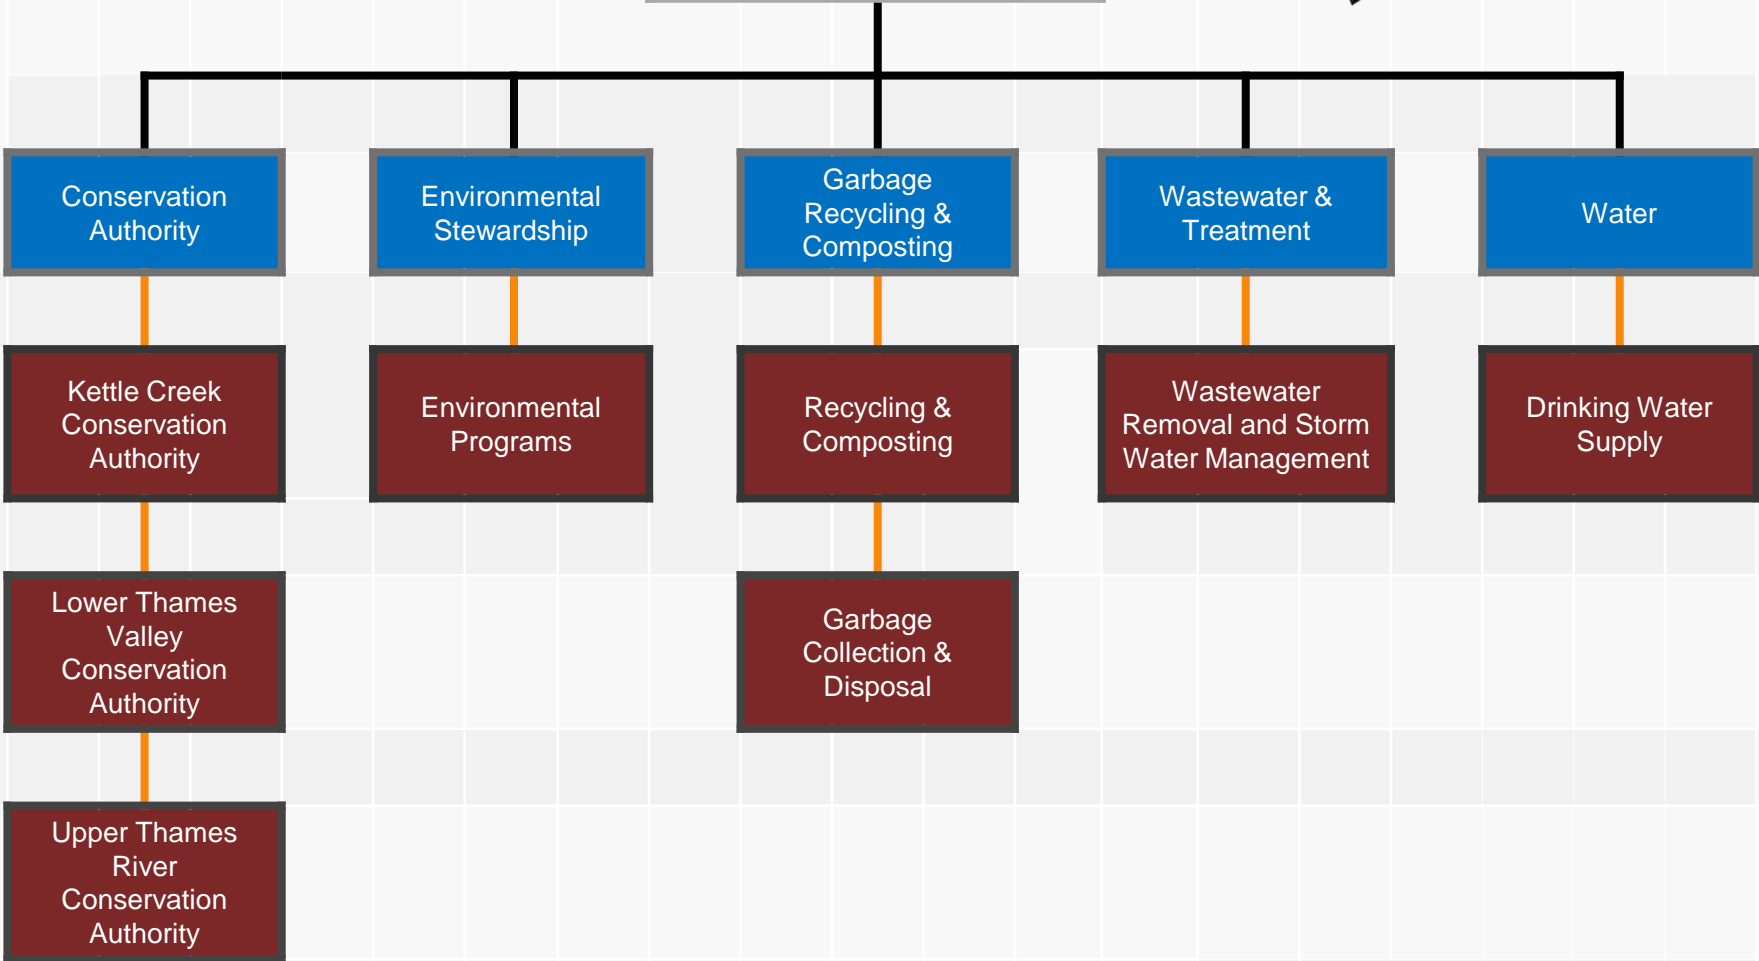 Conservation
Authority
Environmental
Stewardship
Garbage
Recycling &
Composting
Wastewater &
Treatment
Water
Kettle Creek
Conservation
Authority
Environmental
Programs
Recycling &
Composting
Wastewater
Removal and Storm
Water Management
Drinking Water
Supply
Lower Thames
Valley
Conservation
Authority
Garbage
Collection &
Disposal
Upper Thames
River
Conservation
Authority